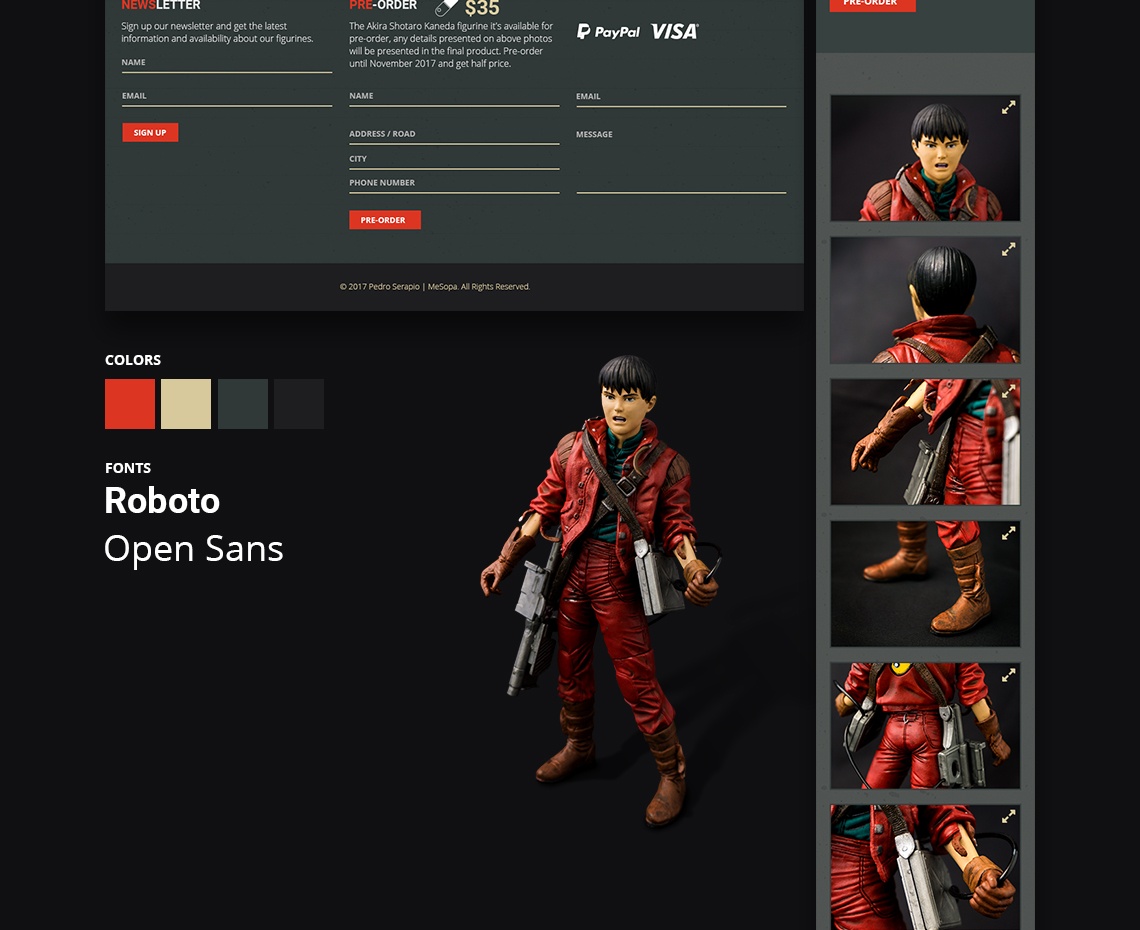 NEWSLETTER
Sign up our newsletter and get the latest
information and availability about our figurines.
NAME
EMAIL
SIGN UP
PRE-ORDER $35
The Akira Shotaro Kaneda figurine it's available for
pre-order, any details presented on above photos
will be presented in the final product. Pre-order
until November 2017 and get half price.
NAME
ADDRESS / ROAD
CITY
PHONE NUMBER
PRE-ORDER
PayPal VISA
EMAIL
MESSAGE
© 2017 Pedro Serapio | MeSopa. All Rights Reserved.
PRE-ORDER
COLORS
FONTS
Roboto
Open Sans